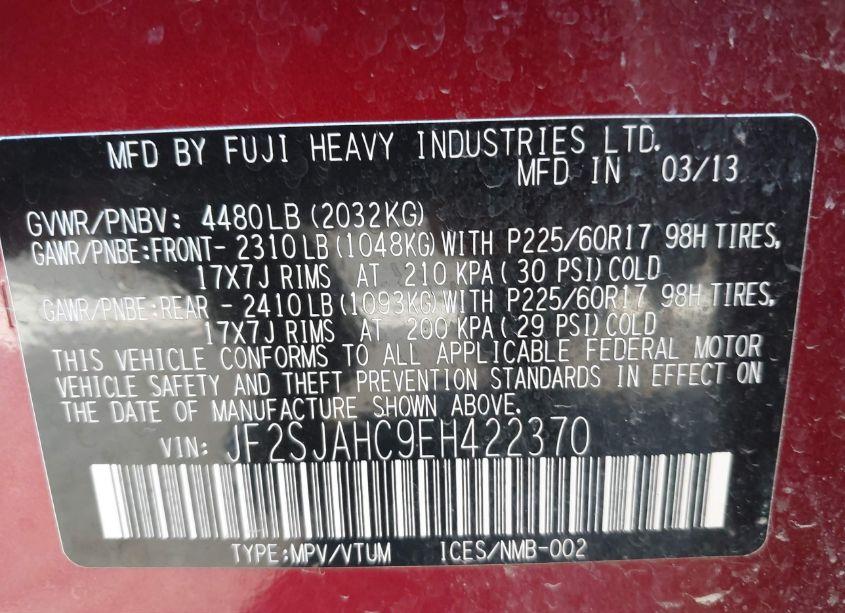 MFD BY FUJI HEAVY INDUSTRIES LTD.
MFD IN 03/13
GVWR/PNBV: 4480LB(2032KG)
GAWR/PNBE:FRONT- 2310LB(1048KG)WITH P225/60R17 98H TIRES,
17X7J RIMS AT 210 KPA(30 PSI)COLD
GAWR/PNBE:REAR - 2410LB(1093KG)WITH P225/60R17 98H TIRES,
17X7J RIMS AT 200 KPA(29 PSI)COLD
THIS VEHICLE CONFORMS TO ALL APPLICABLE FEDERAL MOTOR
VEHICLE SAFETY AND THEFT PREVENTION STANDARDS IN EFFECT ON
THE DATE OF MANUFACTURE SHOWN ABOVE.
VIN: JF2SJAHC9EH422370
TYPE:MPV/VTUM ICES/NMB-002